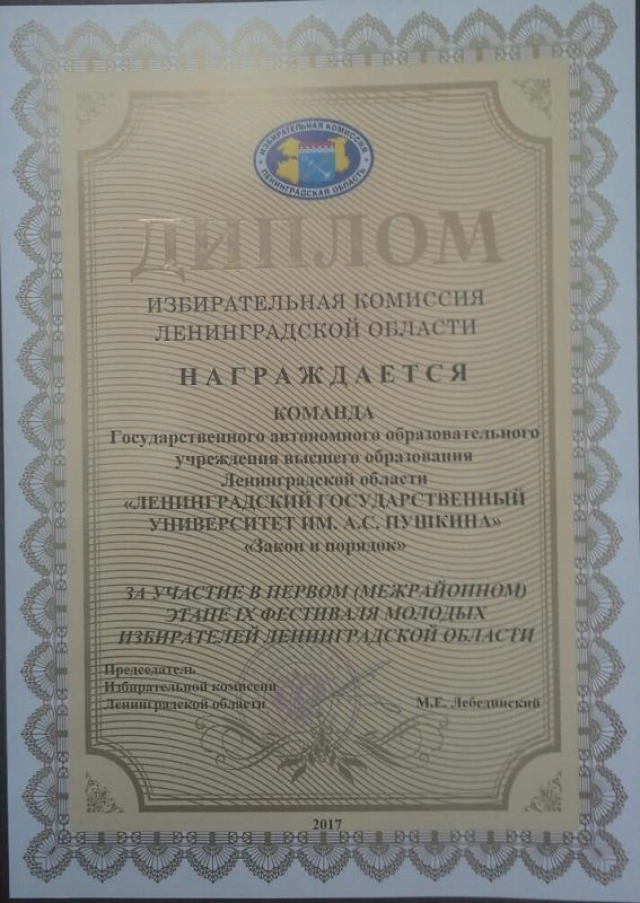 ИЗБИРАТЕЛЬНАЯ КОМИССИЯ
ЛЕНИНГРАДСКАЯ ОБЛАСТЬ
ДИПЛОМ
ИЗБИРАТЕЛЬНАЯ КОМИССИЯ
ЛЕНИНГРАДСКОЙ ОБЛАСТИ
НАГРАЖДАЕТСЯ
КОМАНДА
Государственного автономного образовательного
учреждения высшего образования
Ленинградской области
«ЛЕНИНГРАДСКИЙ ГОСУДАРСТВЕННЫЙ
УНИВЕРСИТЕТ ИМ. А.С. ПУШКИНА»
«Закон и порядок»
ЗА УЧАСТИЕ В ПЕРВОМ (МЕЖРАЙОННОМ)
ЭТАПЕ IX ФЕСТИВАЛЯ МОЛОДЫХ
ИЗБИРАТЕЛЕЙ ЛЕНИНГРАДСКОЙ ОБЛАСТИ
Председатель
Избирательной комиссии
Ленинградской области М.Е. Лебединский
2017